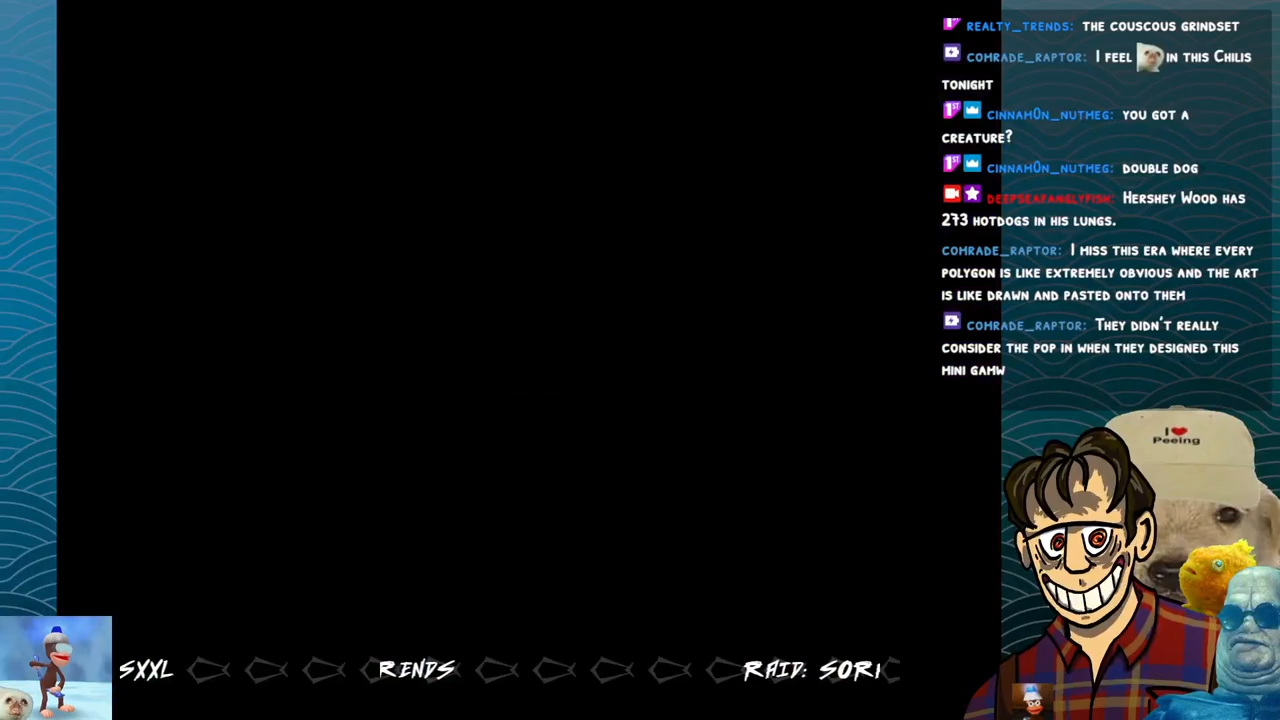 REALTY_TRENDS: THE COUSCOUS GRINDSET
COMRADE_RAPTOR: I FEEL IN THIS CHILIS
TONIGHT
CINNAM0N_NUTMEG: YOU GOT A
CREATURE?
CINNAM0N_NUTMEG: DOUBLE DOG
DEEPSEAFANGLYFISH: HERSHEY WOOD HAS
273 HOTDOGS IN HIS LUNGS.
COMRADE_RAPTOR: I MISS THIS ERA WHERE EVERY
POLYGON IS LIKE EXTREMELY OBVIOUS AND THE ART
IS LIKE DRAWN AND PASTED ONTO THEM
COMRADE_RAPTOR: THEY DIDN'T REALLY
CONSIDER THE POP IN WHEN THEY DESIGNED THIS
MINI GAMW
I
Peeing
SXXL RENDS RAID: SORI